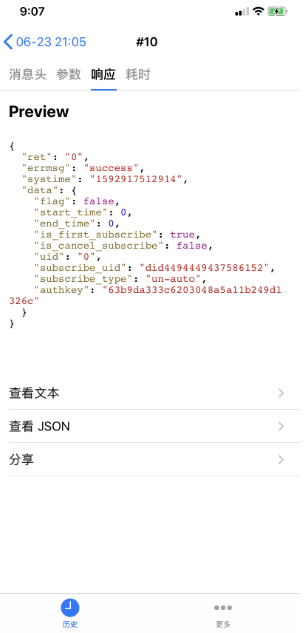 9:07
06-23 21:05
#10
消息头 参数 响应 耗时
Preview
{
"ret": "0",
"errmsg": "success",
"systime": "1592917512914",
"data": {
"flag": false,
"start_time": 0,
"end_time": 0,
"is_first_subscribe": true,
"is_cancel_subscribe": false,
"uid": "0",
"subscribe_uid": "did4494449437586152",
"subscribe_type": "un-auto",
"authkey": "63b9da333c6203048a5a11b249d1
326c"
}
}
查看文本
查看 JSON
分享
历史 更多